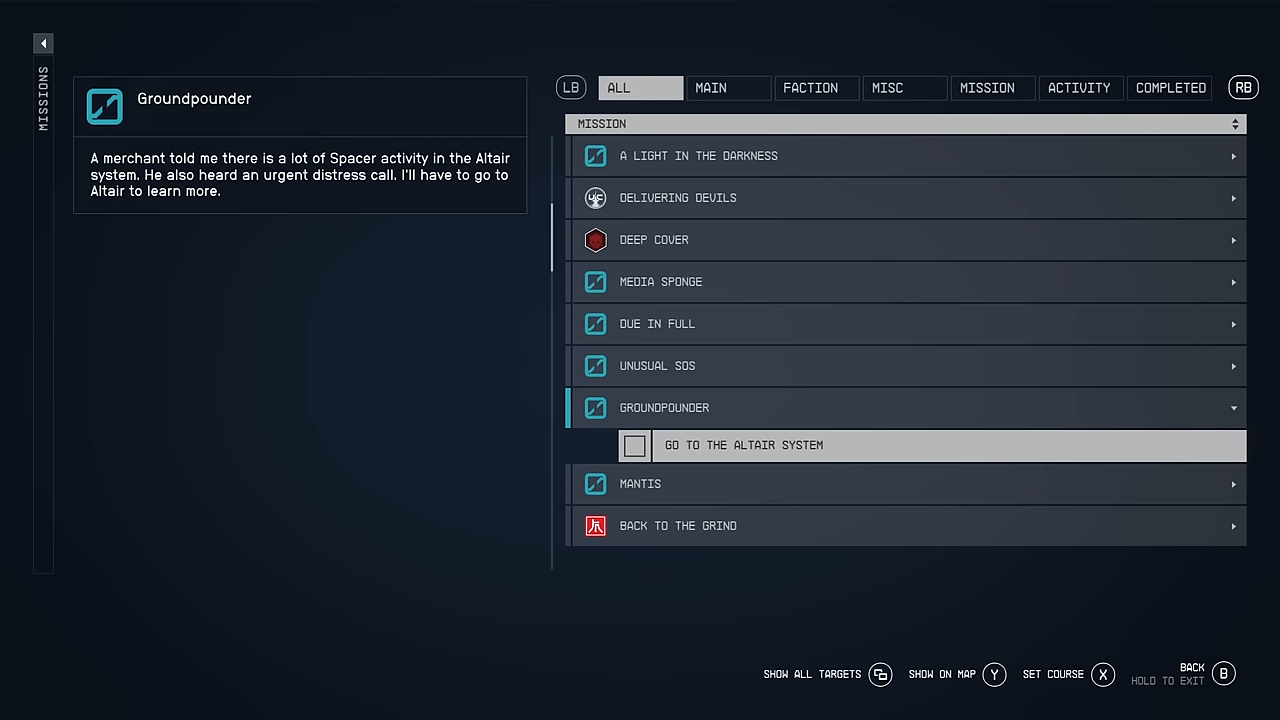 MISSIONS
Groundpounder
A merchant told me there is a lot of Spacer activity in the Altair
system. He also heard an urgent distress call. I'll have to go to
Altair to learn more.
LB ALL MAIN FACTION MISC MISSION ACTIVITY COMPLETED RB
MISSION
A LIGHT IN THE DARKNESS
UC DELIVERING DEVILS
DEEP COVER
MEDIA SPONGE
DUE IN FULL
UNUSUAL SOS
GROUNDPOUNDER
GO TO THE ALTAIR SYSTEM
MANTIS
BACK TO THE GRIND
SHOW ALL TARGETS SHOW ON MAP Y SET COURSE X BACK B
HOLD TO EXIT